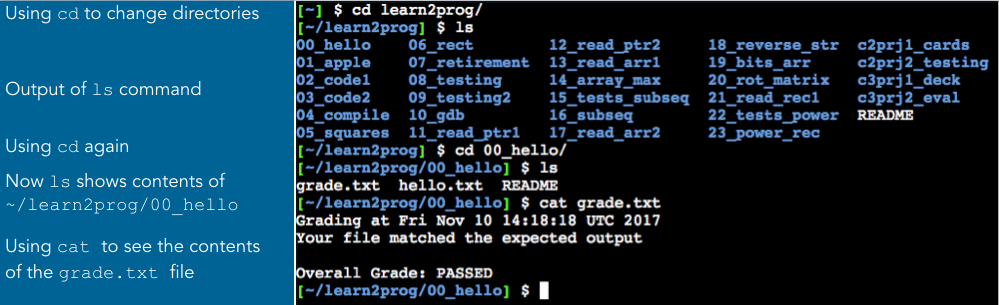 Using cd to change directories
Output of ls command
Using cd again
Now ls shows contents of
~/learn2prog/00_hello
Using cat to see the contents
of the grade.txt file
[~] $ cd learn2prog/
[~/learn2prog] $ ls
00_hello 06_rect 12_read_ptr2 18_reverse_str c2prj1_cards
01_apple 07_retirement 13_read_arr1 19_bits_arr c2prj2_testing
02_code1 08_testing 14_array_max 20_rot_matrix c3prj1_deck
03_code2 09_testing2 15_tests_subseq 21_read_rec1 c3prj2_eval
04_compile 10_gdb 16_subseq 22_tests_power README
05_squares 11_read_ptr1 17_read_arr2 23_power_rec
[~/learn2prog] $ cd 00_hello/
[~/learn2prog/00_hello] $ ls
grade.txt hello.txt README
[~/learn2prog/00_hello] $ cat grade.txt
Grading at Fri Nov 10 14:18:18 UTC 2017
Your file matched the expected output
Overall Grade: PASSED
[~/learn2prog/00_hello] $